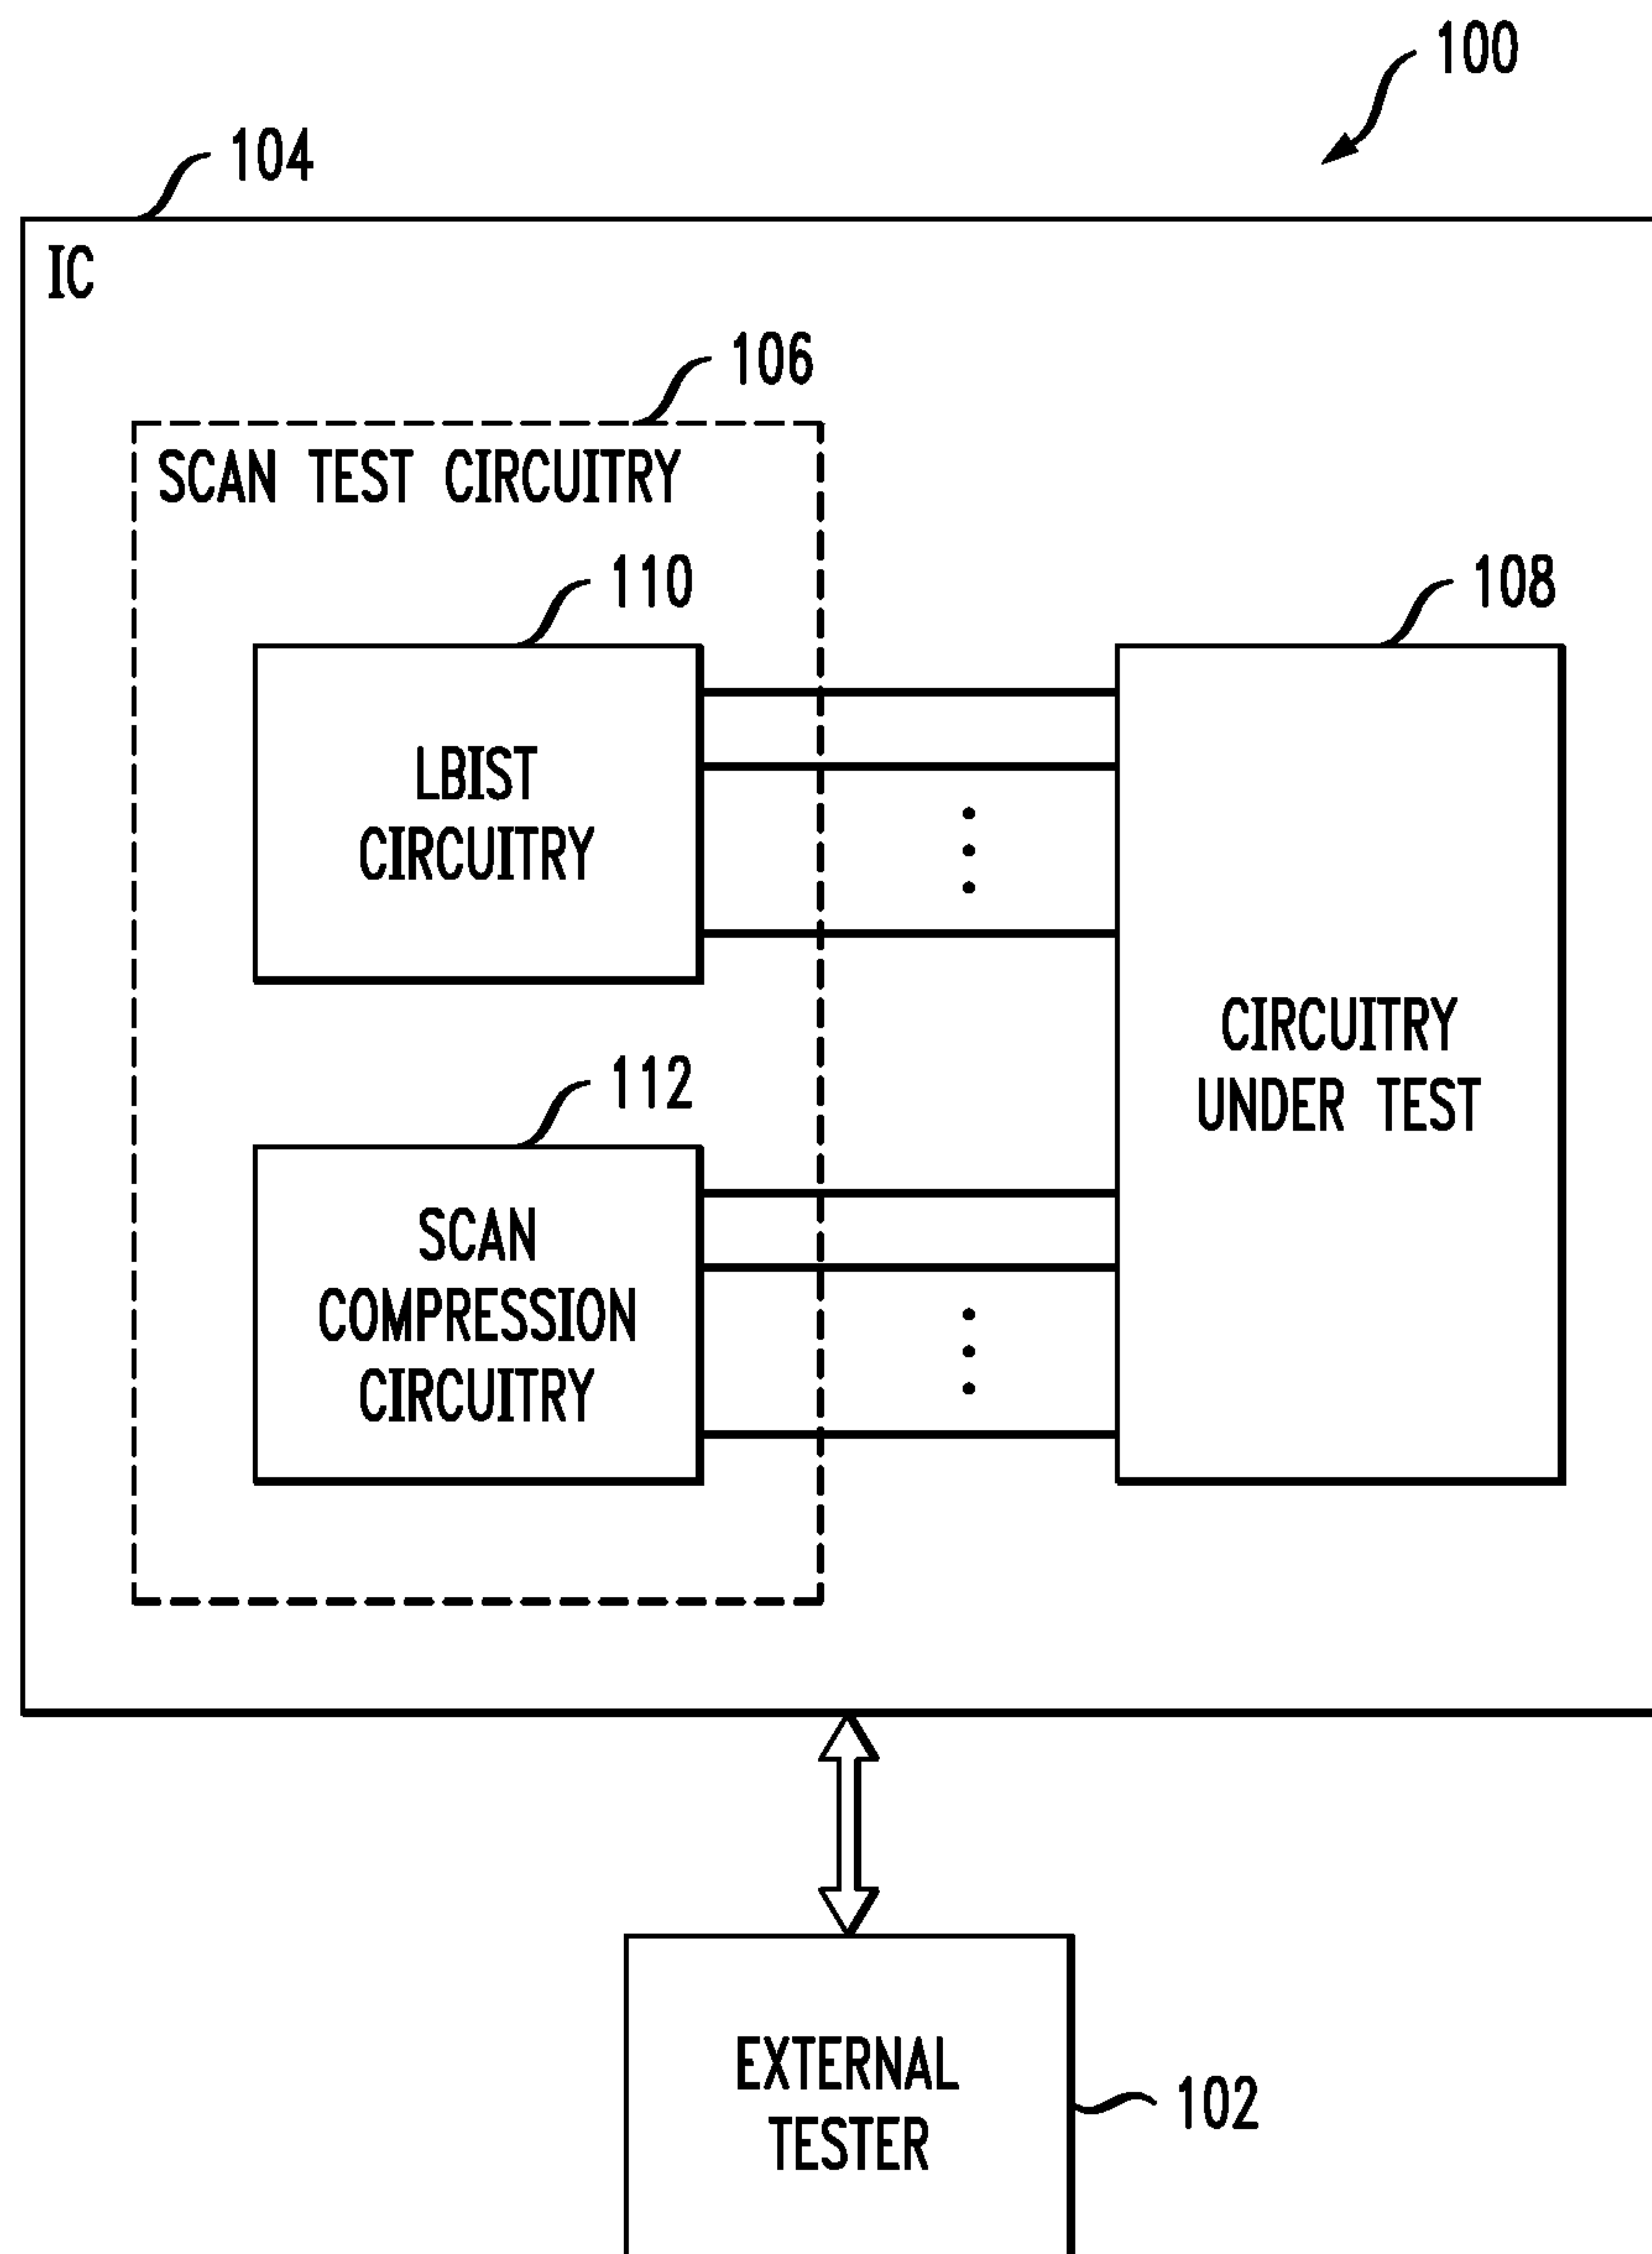 100
104
IC
106
SCAN TEST CIRCUITRY
110
108
LBIST
CIRCUITRY
CIRCUITRY
UNDER TEST
112
SCAN
COMPRESSION
CIRCUITRY
EXTERNAL
TESTER
102